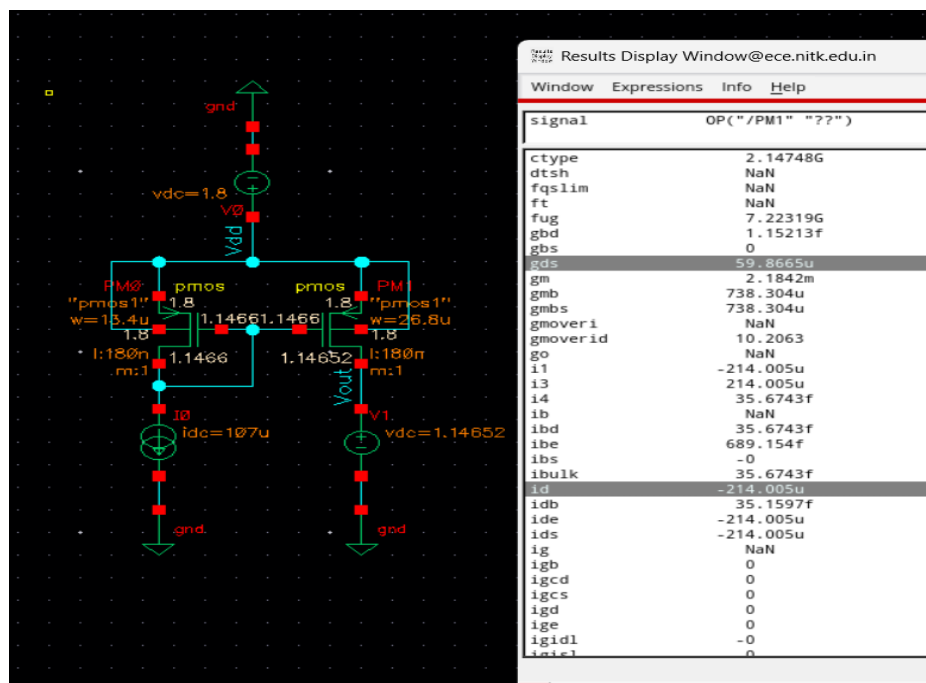 gnd
vdc=1.8
V0
Vdd
PM0 pmos pmos PM1
"pmos1" 1.8 1.8 "pmos1"
w=13.4u 1.1466 1.1466 w=26.8u
1.8 1.8
l:180n 1.1466 1.14652 l:180n
m:1 m:1
Vout
I0 V1
idc=107u vdc=1.14652
gnd gnd
Results Display Window@ece.nitk.edu.in
Window Expressions Info Help
signal OP("/PM1" "??")
ctype 2.14748G
dtsh NaN
fqslim NaN
ft NaN
fug 7.22319G
gbd 1.15213f
gbs 0
gds 59.8665u
gm 2.1842m
gmb 738.304u
gmbs 738.304u
gmoveri NaN
gmoverid 10.2063
go NaN
i1 -214.005u
i3 214.005u
i4 35.6743f
ib NaN
ibd 35.6743f
ibe 689.154f
ibs -0
ibulk 35.6743f
id -214.005u
idb 35.1597f
ide -214.005u
ids -214.005u
ig NaN
igb 0
igcd 0
igcs 0
igd 0
ige 0
igidl -0
igisl 0